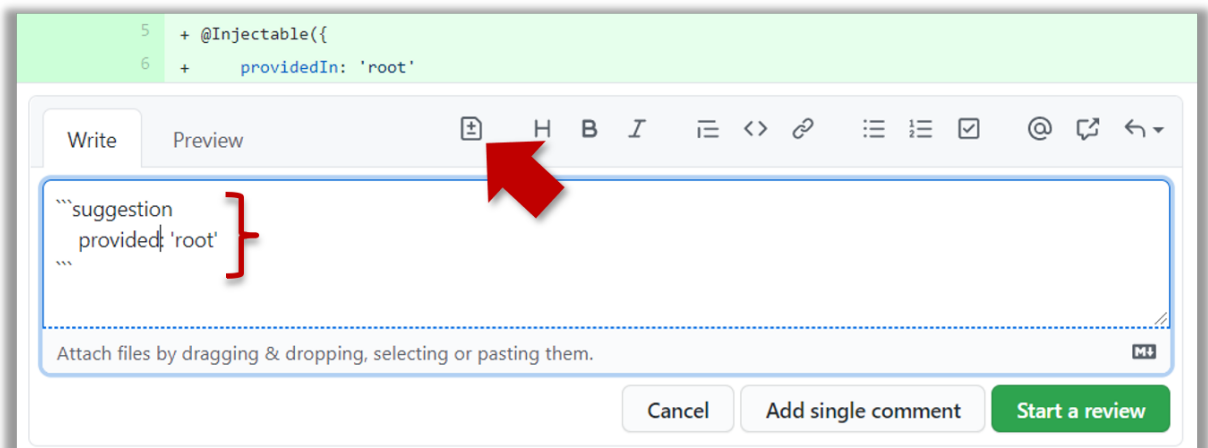 5 + @Injectable({
6 + providedIn: 'root'
Write Preview H B I <> @
```suggestion
provided: 'root'
```
Attach files by dragging & dropping, selecting or pasting them. M↓
Cancel Add single comment Start a review